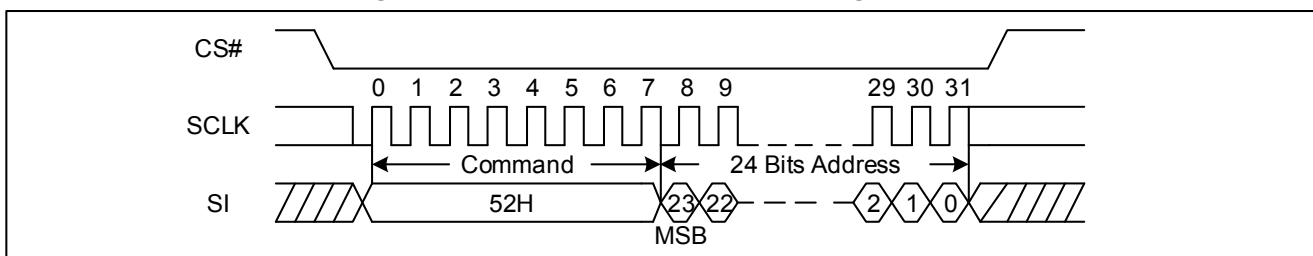 CS#
0 1 2 3 4 5 6 7 8 9 29 30 31
SCLK
Command 24 Bits Address
SI 52H 23 22 2 1 0
MSB